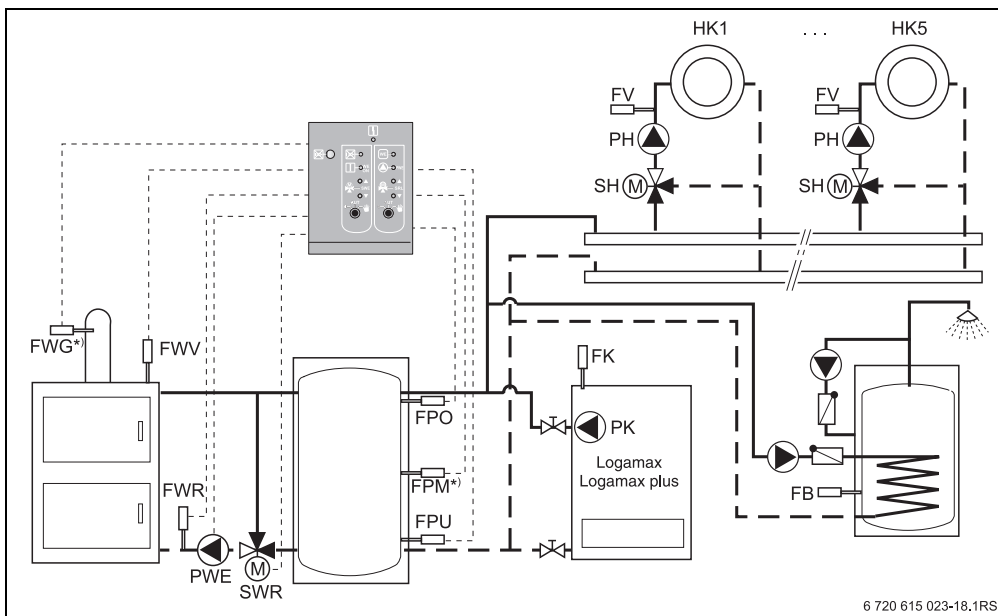 HK1
. . .
HK5
FV
FV
PH
PH
SH
M
SH
M
FWG*)
FWV
FK
FPO
PK
Logamax
Logamax plus
FPM*)
FB
FWR
FPU
PWE
M
SWR
6 720 615 023-18.1RS